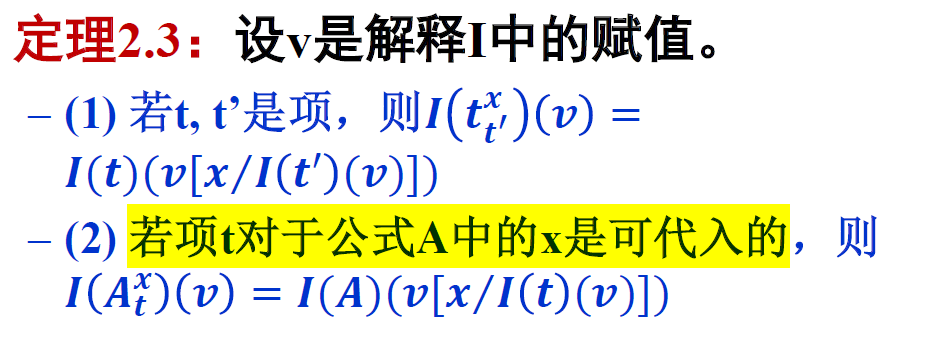 定理2.3：设v是解释I中的赋值。
– (1) 若t, t’是项，则I(t^x_{t′})(v) =
I(t)(v[x/I(t′)(v)])
– (2) 若项t对于公式A中的x是可代入的，则
I(A^x_t)(v) = I(A)(v[x/I(t)(v)])